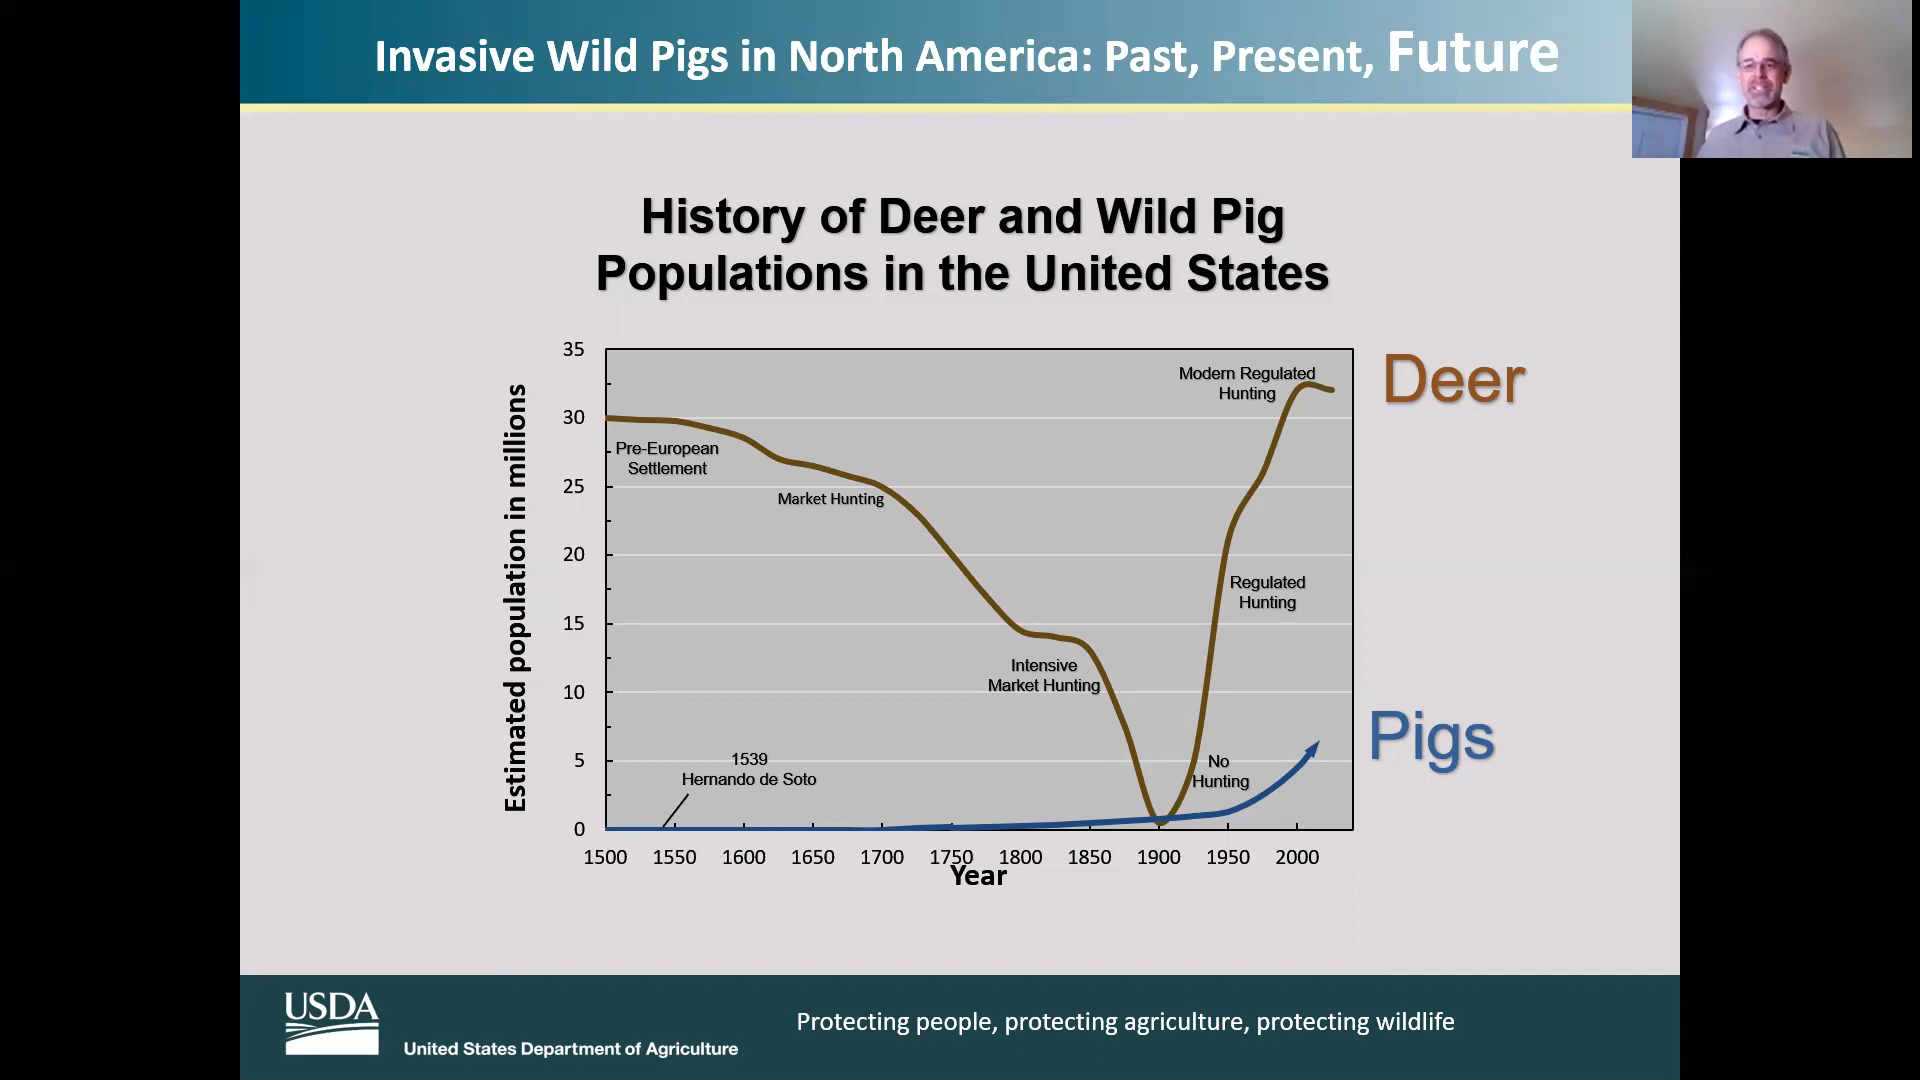 Invasive Wild Pigs in North America: Past, Present, Future
History of Deer and Wild Pig
Populations in the United States
Estimated population in millions
35
30
25
20
15
10
5
0
Pre-European
Settlement
Market Hunting
Intensive
Market Hunting
1539
Hernando de Soto
No
Hunting
Regulated
Hunting
Modern Regulated
Hunting
Deer
Pigs
1500 1550 1600 1650 1700 1750 1800 1850 1900 1950 2000
Year
USDA
United States Department of Agriculture
Protecting people, protecting agriculture, protecting wildlife